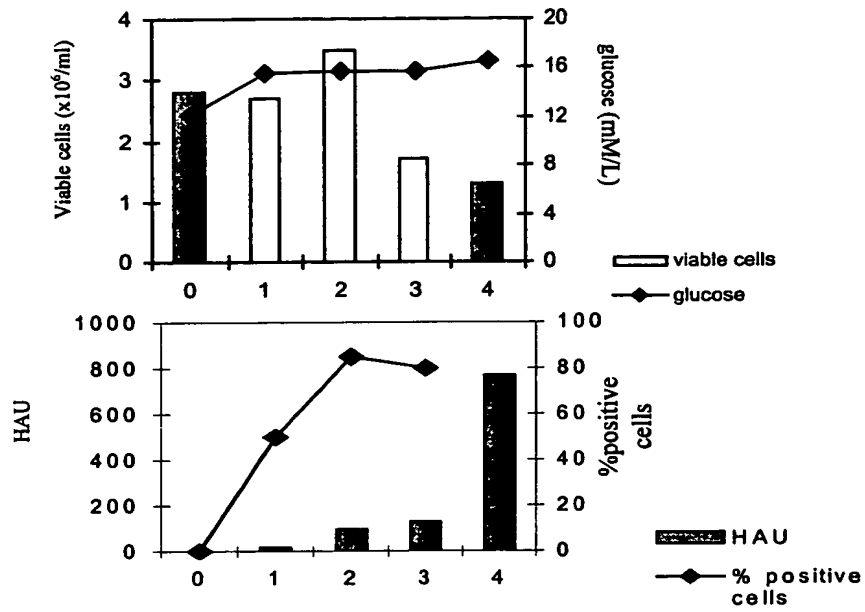 Viable cells (x10⁶/ml)
4
3
2
1
0
20
16
12
8
4
0
glucose (mM/L)
0 1 2 3 4
viable cells
glucose
HAU
1000
800
600
400
200
0
100
80
60
40
20
0
%positive
cells
0 1 2 3 4
HAU
% positive
cells